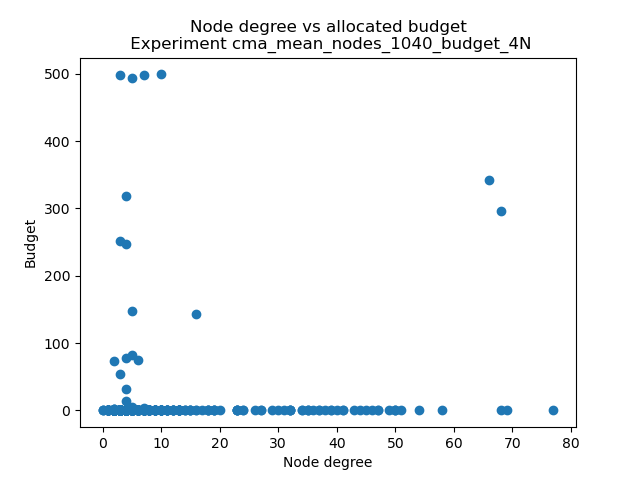 Node degree vs allocated budget
Experiment cma_mean_nodes_1040_budget_4N
500
400
300
200
100
0
Budget
0 10 20 30 40 50 60 70 80
Node degree